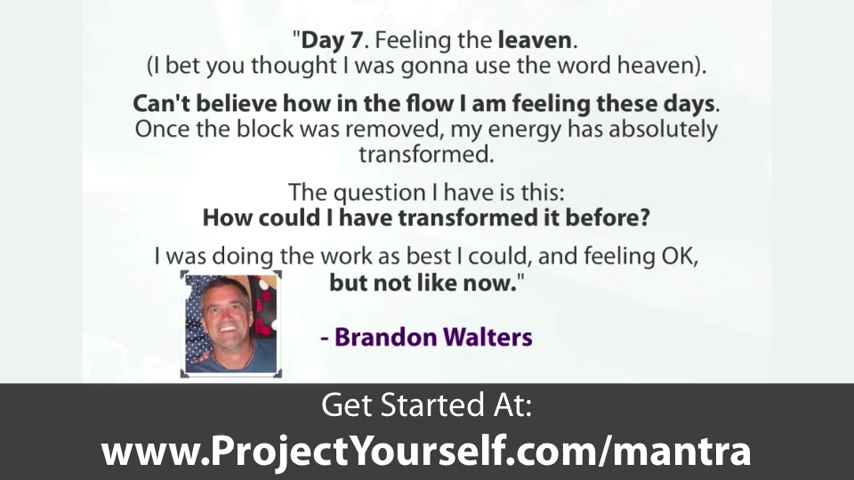 "Day 7. Feeling the leaven.
(I bet you thought I was gonna use the word heaven).
Can't believe how in the flow I am feeling these days.
Once the block was removed, my energy has absolutely
transformed.
The question I have is this:
How could I have transformed it before?
I was doing the work as best I could, and feeling OK,
but not like now."
- Brandon Walters
Get Started At:
www.ProjectYourself.com/mantra